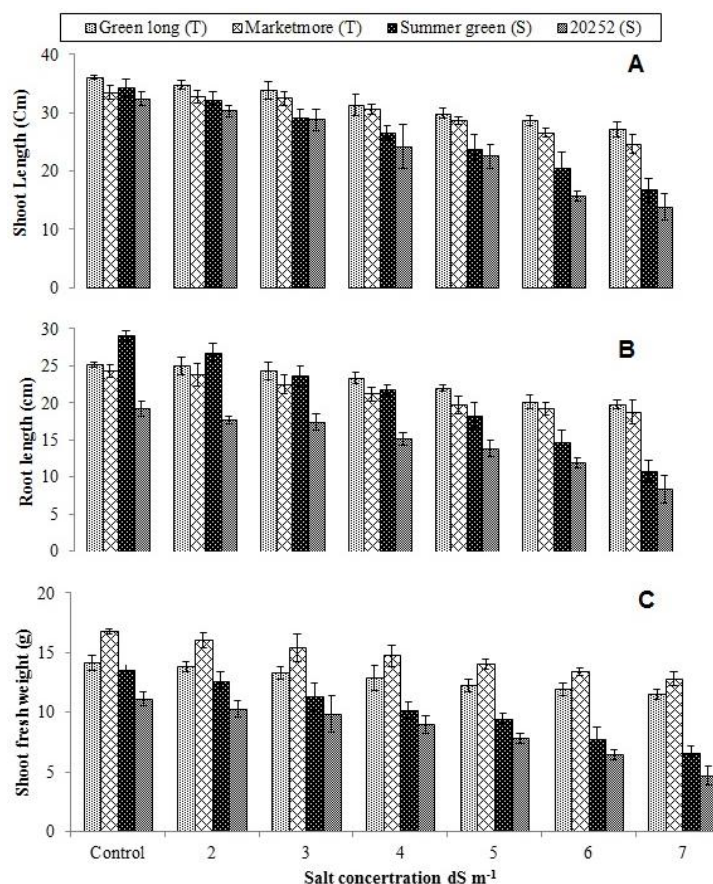 Green long (T) Marketmore (T) Summer green (S) 20252 (S)
A
Shoot Length (Cm)
40
30
20
10
0
B
Root length (cm)
30
25
20
15
10
5
0
C
Shoot fresh weight (g)
20
15
10
5
0
Control 2 3 4 5 6 7
Salt concertration dS m⁻¹